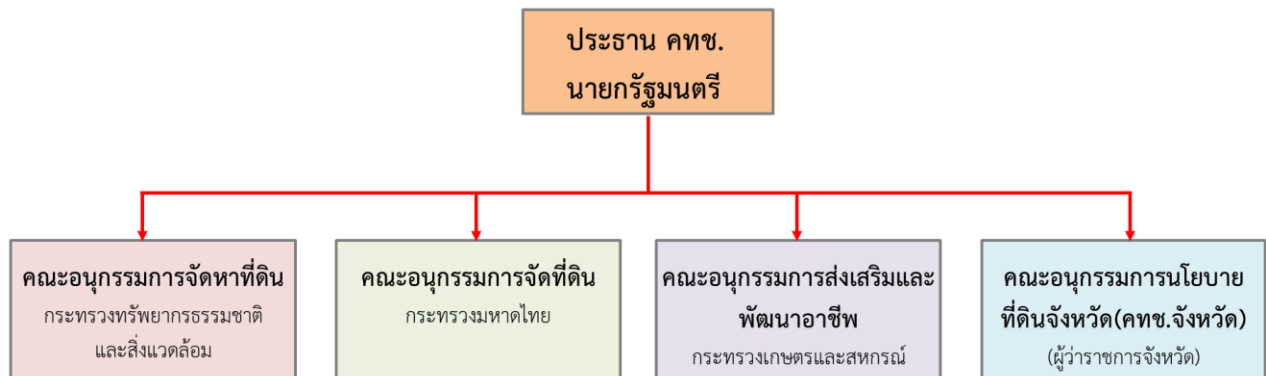 ประธาน คทช.
นายกรัฐมนตรี
คณะอนุกรรมการจัดหาที่ดิน
กระทรวงทรัพยากรธรรมชาติ
และสิ่งแวดล้อม
คณะอนุกรรมการจัดที่ดิน
กระทรวงมหาดไทย
คณะอนุกรรมการส่งเสริมและ
พัฒนาอาชีพ
กระทรวงเกษตรและสหกรณ์
คณะอนุกรรมการนโยบาย
ที่ดินจังหวัด(คทช.จังหวัด)
(ผู้ว่าราชการจังหวัด)